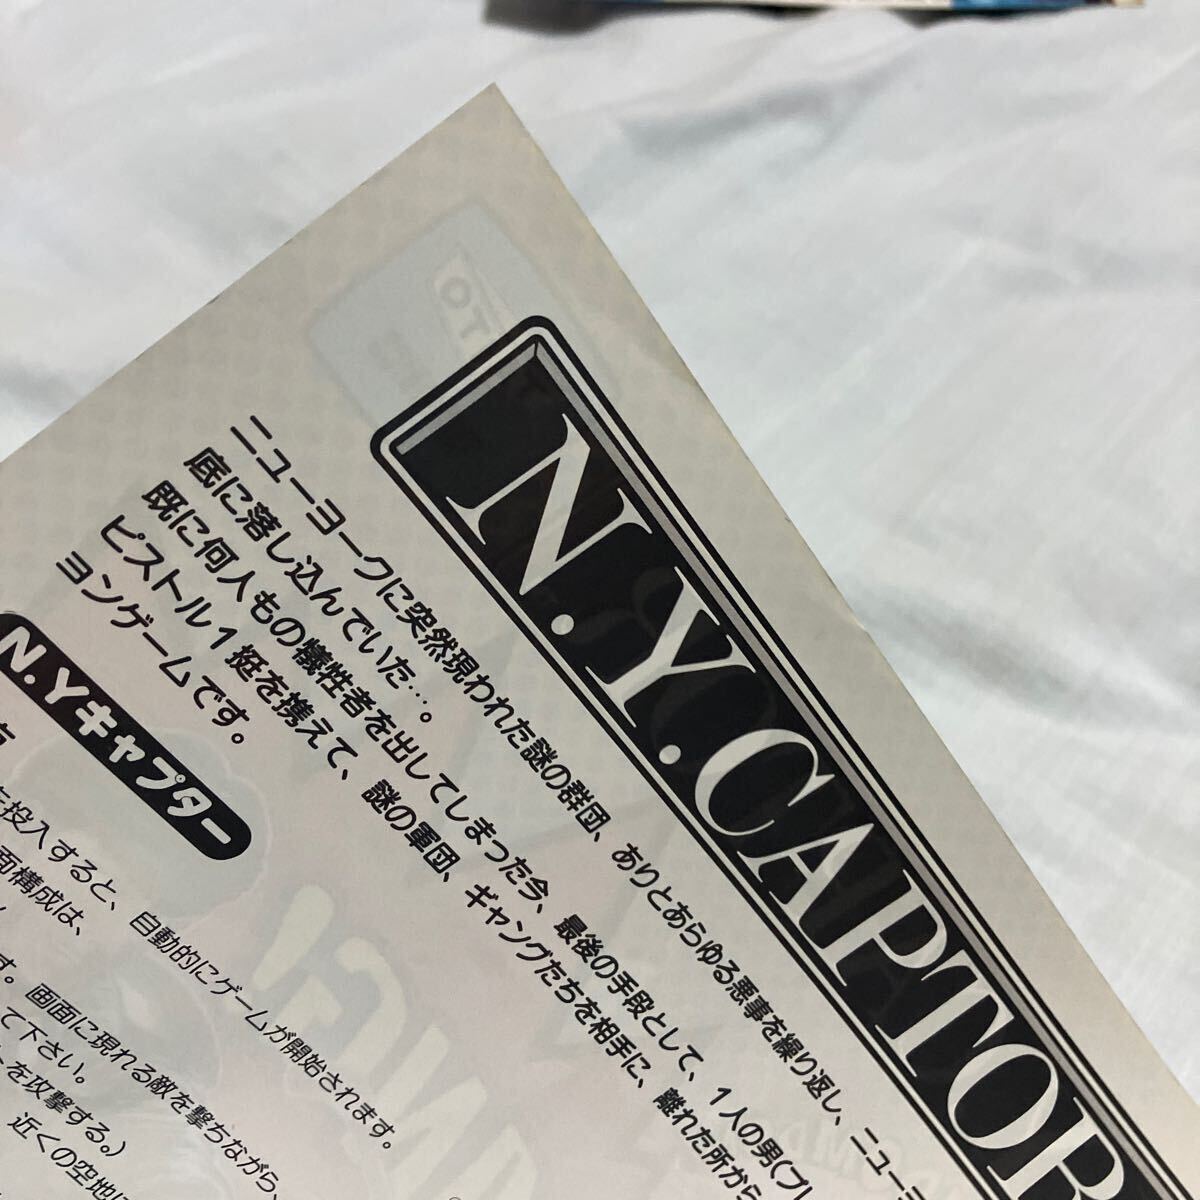 N.Y.CAPTOR
ニューヨークに突然現われた謎の群団、ありとあらゆる悪事を繰り返し、ニューヨ
底に落し込んでいた…。
既に何人もの犠牲者を出してしまった今、最後の手段として、1人の男(プレ
ピストル1挺を携えて、謎の軍団、ギャングたちを相手に、離れた所から
ヨンゲームです。
N.Yキャプター
投入すると、自動的にゲームが開始されます。
面構成は、
す。画面に現れる敵を撃ちながら、
て下さい。
を攻撃する。)
近くの空地に